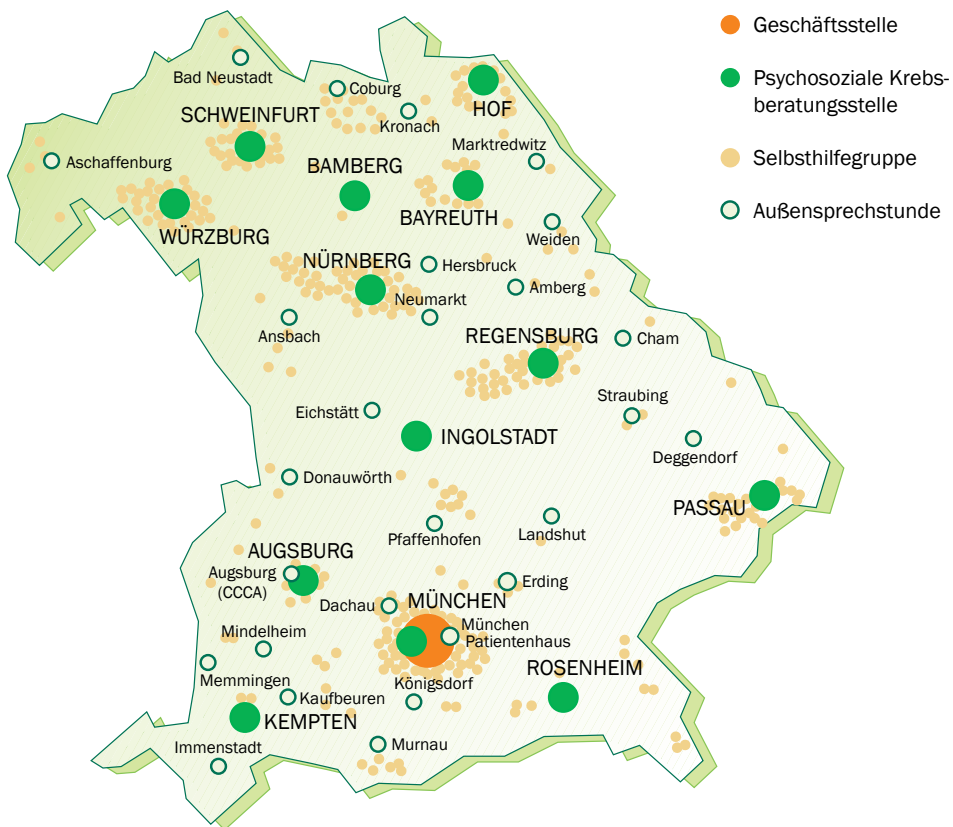 Geschäftsstelle
Psychosoziale Krebs-
beratungsstelle
Selbsthilfegruppe
Außensprechstunde
Bad Neustadt
Coburg
SCHWEINFURT
HOF
Kronach
Marktredwitz
Aschaffenburg
BAMBERG
BAYREUTH
WÜRZBURG
Weiden
NÜRNBERG
Hersbruck
Amberg
Neumarkt
Ansbach
REGENSBURG
Cham
Straubing
Eichstätt
INGOLSTADT
Deggendorf
Donauwörth
PASSAU
Pfaffenhofen
Landshut
AUGSBURG
Augsburg
(CCCA)
Erding
Dachau
MÜNCHEN
München
Patientenhaus
Mindelheim
Memmingen
Königsdorf
ROSENHEIM
Kaufbeuren
KEMPTEN
Immenstadt
Murnau